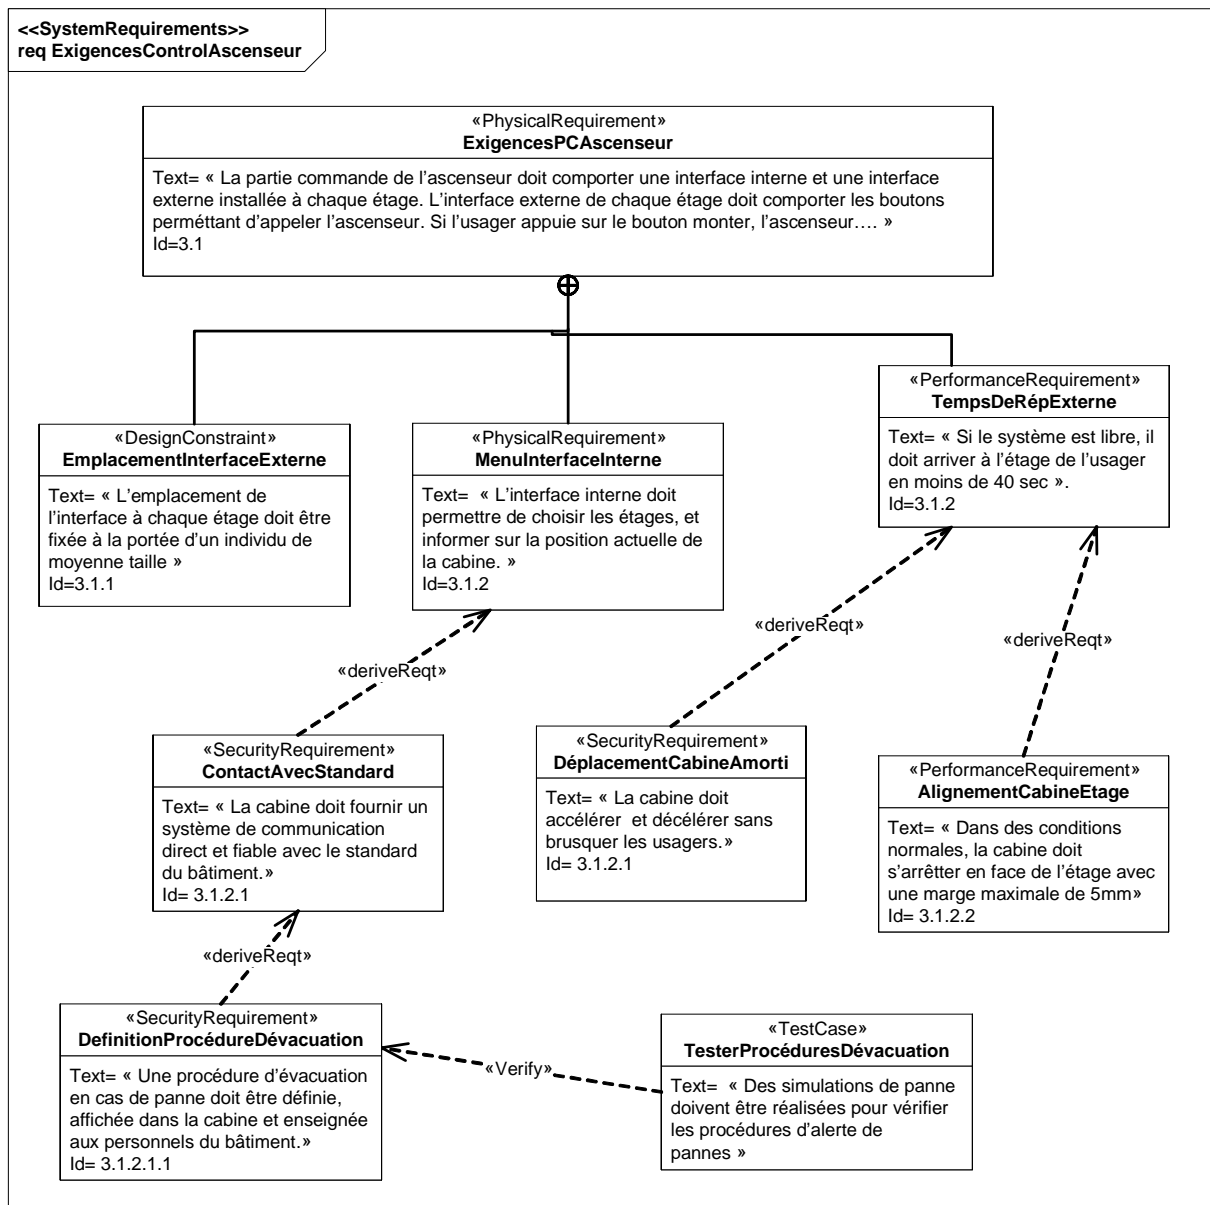 <<SystemRequirements>>
req ExigencesControlAscenseur
«PhysicalRequirement»
ExigencesPCAscenseur
Text= « La partie commande de l'ascenseur doit comporter une interface interne et une interface
externe installée à chaque étage. L'interface externe de chaque étage doit comporter les boutons
perméttant d'appeler l'ascenseur. Si l'usager appuie sur le bouton monter, l'ascenseur…. »
Id=3.1
«DesignConstraint»
EmplacementInterfaceExterne
Text= « L'emplacement de
l'interface à chaque étage doit être
fixée à la portée d'un individu de
moyenne taille »
Id=3.1.1
«PhysicalRequirement»
MenuInterfaceInterne
Text=  « L'interface interne doit
permettre de choisir les étages, et
informer sur la position actuelle de
la cabine. »
Id=3.1.2
«PerformanceRequirement»
TempsDeRépExterne
Text= « Si le système est libre, il
doit arriver à l'étage de l'usager
en moins de 40 sec ».
Id=3.1.2
«deriveReqt»
«deriveReqt»
«deriveReqt»
«SecurityRequirement»
ContactAvecStandard
Text= « La cabine doit fournir un
système de communication
direct et fiable avec le standard
du bâtiment.»
Id= 3.1.2.1
«SecurityRequirement»
DéplacementCabineAmorti
Text= « La cabine doit
accélérer  et décélérer sans
brusquer les usagers.»
Id= 3.1.2.1
«PerformanceRequirement»
AlignementCabineEtage
Text= « Dans des conditions
normales, la cabine doit
s'arrêtter en face de l'étage avec
une marge maximale de 5mm»
Id= 3.1.2.2
«deriveReqt»
«SecurityRequirement»
DefinitionProcédureDévacuation
Text= « Une procédure d'évacuation
en cas de panne doit être définie,
affichée dans la cabine et enseignée
aux personnels du bâtiment.»
Id= 3.1.2.1.1
«Verify»
«TestCase»
TesterProcéduresDévacuation
Text=  « Des simulations de panne
doivent être réalisées pour vérifier
les procédures d'alerte de
pannes »